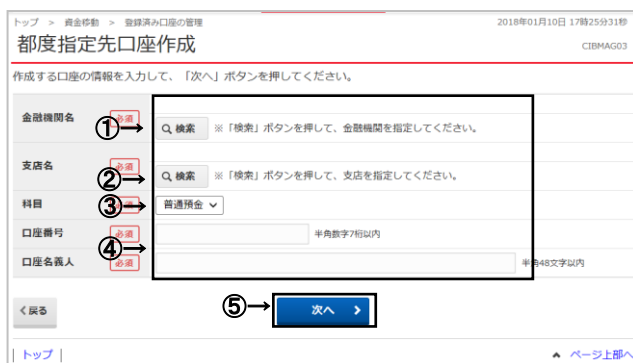 トップ > 資金移動 > 登録済み口座の管理 2018年01月10日 17時25分31秒
都度指定先口座作成 CIBMAG03
作成する口座の情報を入力して、「次へ」ボタンを押してください。
金融機関名 必須
①→ 検索 ※「検索」ボタンを押して、金融機関を指定してください。
支店名 必須
②→ 検索 ※「検索」ボタンを押して、支店を指定してください。
科目 必須 ③→ 普通預金
口座番号 必須 半角数字7桁以内
④→
口座名義人 必須 半角48文字以内
戻る ⑤→ 次へ
トップ ページ上部へ